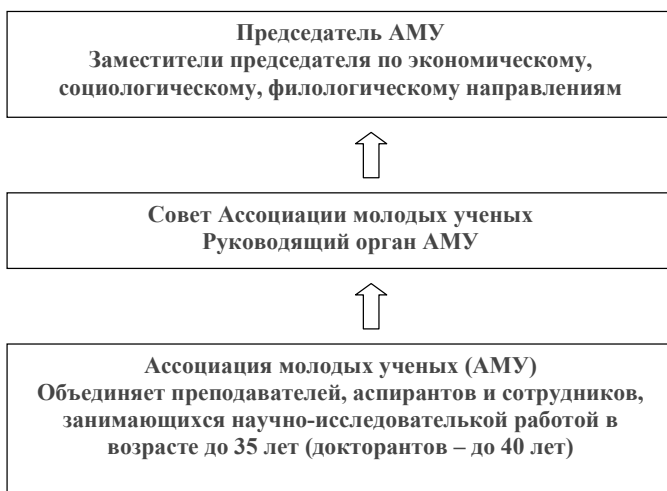 Председатель АМУ
Заместители председателя по экономическому,
социологическому, филологическому направлениям
Совет Ассоциации молодых ученых
Руководящий орган АМУ
Ассоциация молодых ученых (АМУ)
Объединяет преподавателей, аспирантов и сотрудников,
занимающихся научно-исследователькой работой в
возрасте до 35 лет (докторантов – до 40 лет)